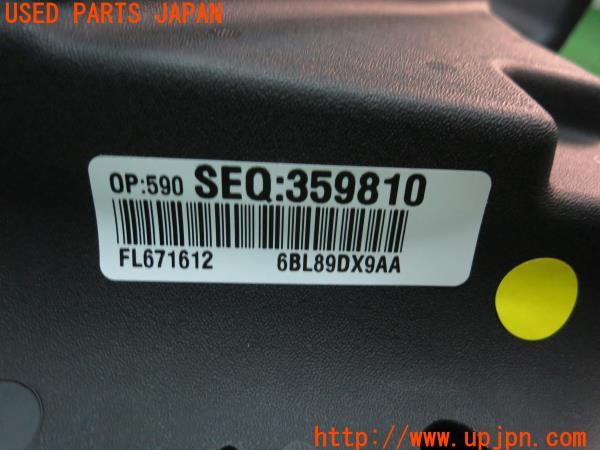 USED PARTS JAPAN
OP:590 SEQ:359810
FL671612 6BL89DX9AA
http://www.upjpn.com/